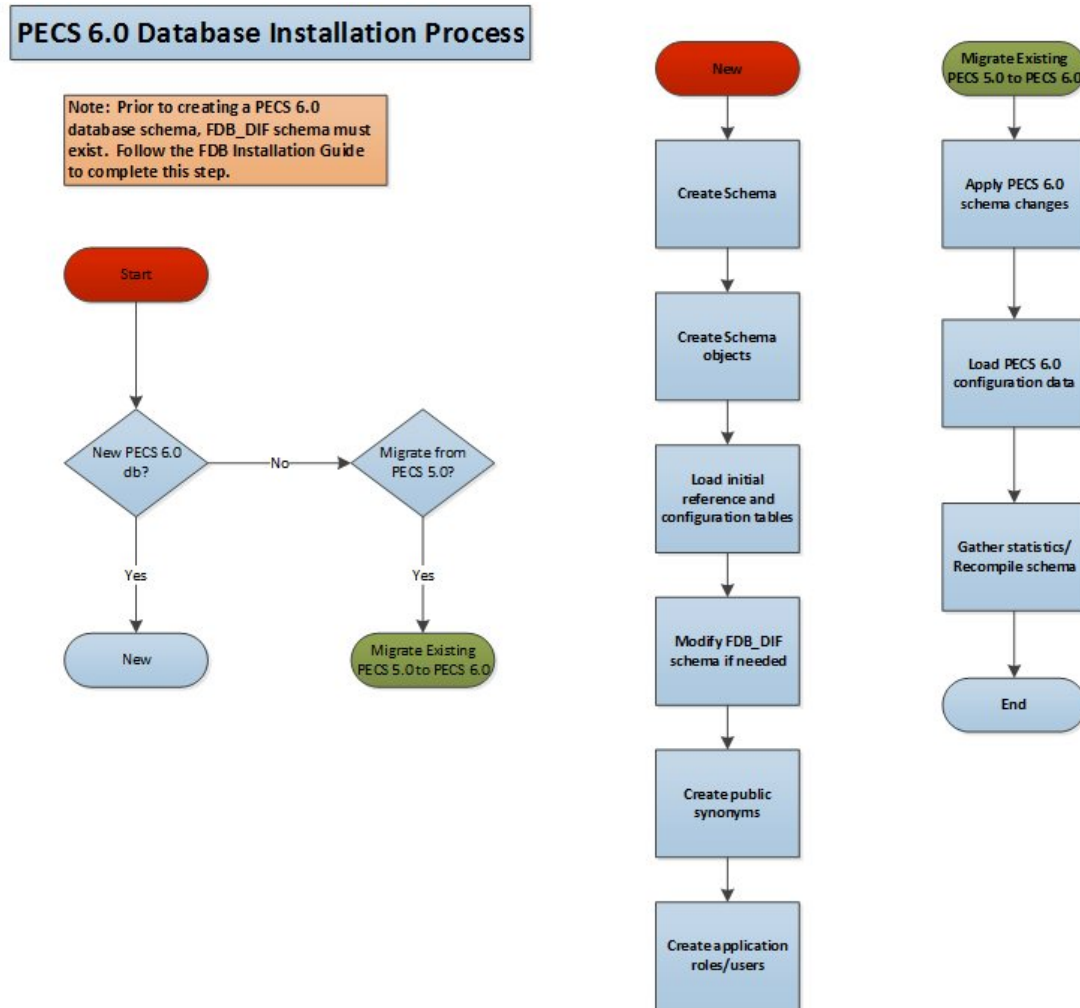 PECS 6.0 Database Installation Process
Note: Prior to creating a PECS 6.0
database schema, FDB_DIF schema must
exist. Follow the FDB Installation Guide
to complete this step.
Start
New PECS 6.0
db?
No
Migrate from
PECS 5.0?
Yes
Yes
New
Migrate Existing
PECS 5.0 to PECS 6.0
New
Create Schema
Create Schema
objects
Load initial
reference and
configuration tables
Modify FDB_DIF
schema if needed
Create public
synonyms
Create application
roles/users
Migrate Existing
PECS 5.0 to PECS 6.0
Apply PECS 6.0
schema changes
Load PECS 6.0
configuration data
Gather statistics/
Recompile schema
End